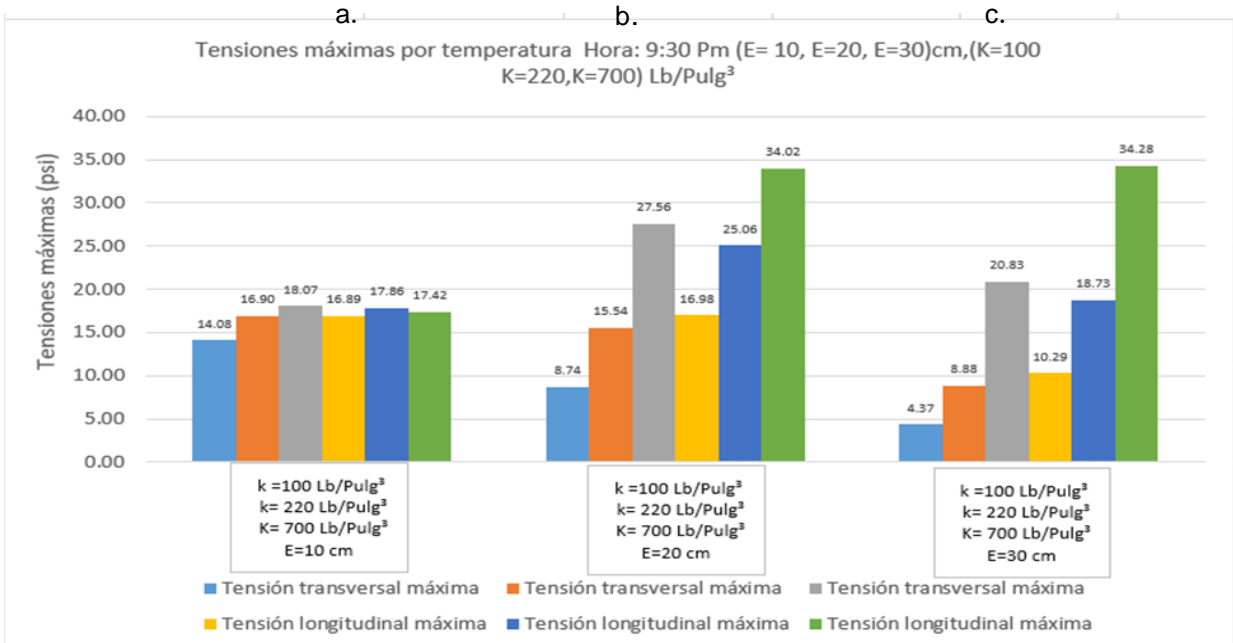 a. b. c.
Tensiones máximas por temperatura Hora: 9:30 Pm (E= 10, E=20, E=30)cm,(K=100
K=220,K=700) Lb/Pulg³
Tensiones máximas (psi)
40.00
35.00
30.00
25.00
20.00
15.00
10.00
5.00
0.00
14.08 16.90 18.07 16.89 17.86 17.42
8.74 15.54 27.56 16.98 25.06 34.02
4.37 8.88 20.83 10.29 18.73 34.28
k =100 Lb/Pulg³
k= 220 Lb/Pulg³
K= 700 Lb/Pulg³
E=10 cm
k =100 Lb/Pulg³
k= 220 Lb/Pulg³
K= 700 Lb/Pulg³
E=20 cm
k =100 Lb/Pulg³
k= 220 Lb/Pulg³
K= 700 Lb/Pulg³
E=30 cm
Tensión transversal máxima Tensión transversal máxima Tensión transversal máxima
Tensión longitudinal máxima Tensión longitudinal máxima Tensión longitudinal máxima